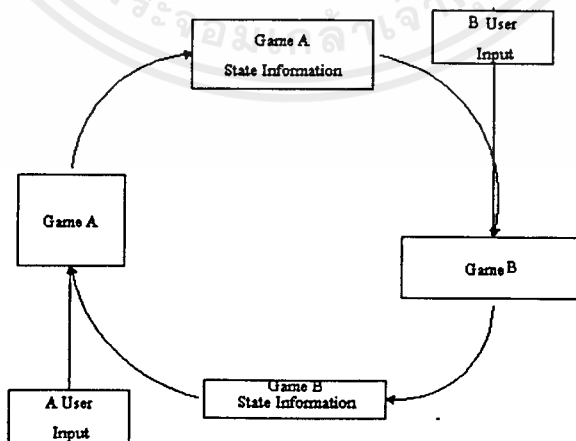 Game A
State Information
B User
Input
Game A
Game B
Game B
State Information
A User
Input